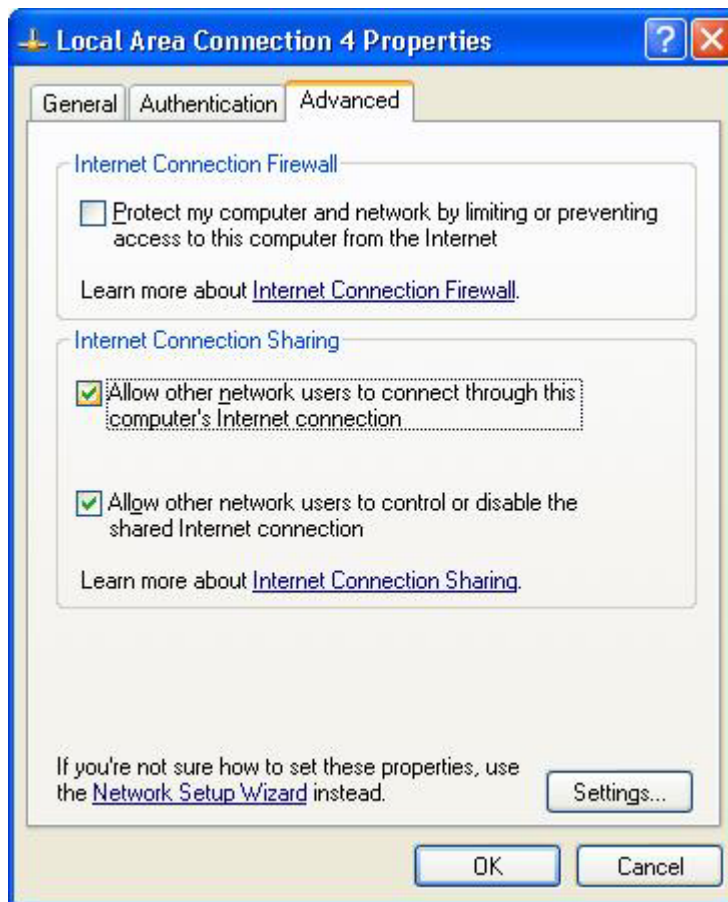 Local Area Connection 4 Properties
General Authentication Advanced
Internet Connection Firewall
Protect my computer and network by limiting or preventing
access to this computer from the Internet
Learn more about Internet Connection Firewall.
Internet Connection Sharing
Allow other network users to connect through this
computer's Internet connection
Allow other network users to control or disable the
shared Internet connection
Learn more about Internet Connection Sharing.
If you're not sure how to set these properties, use
the Network Setup Wizard instead.
Settings...
OK Cancel